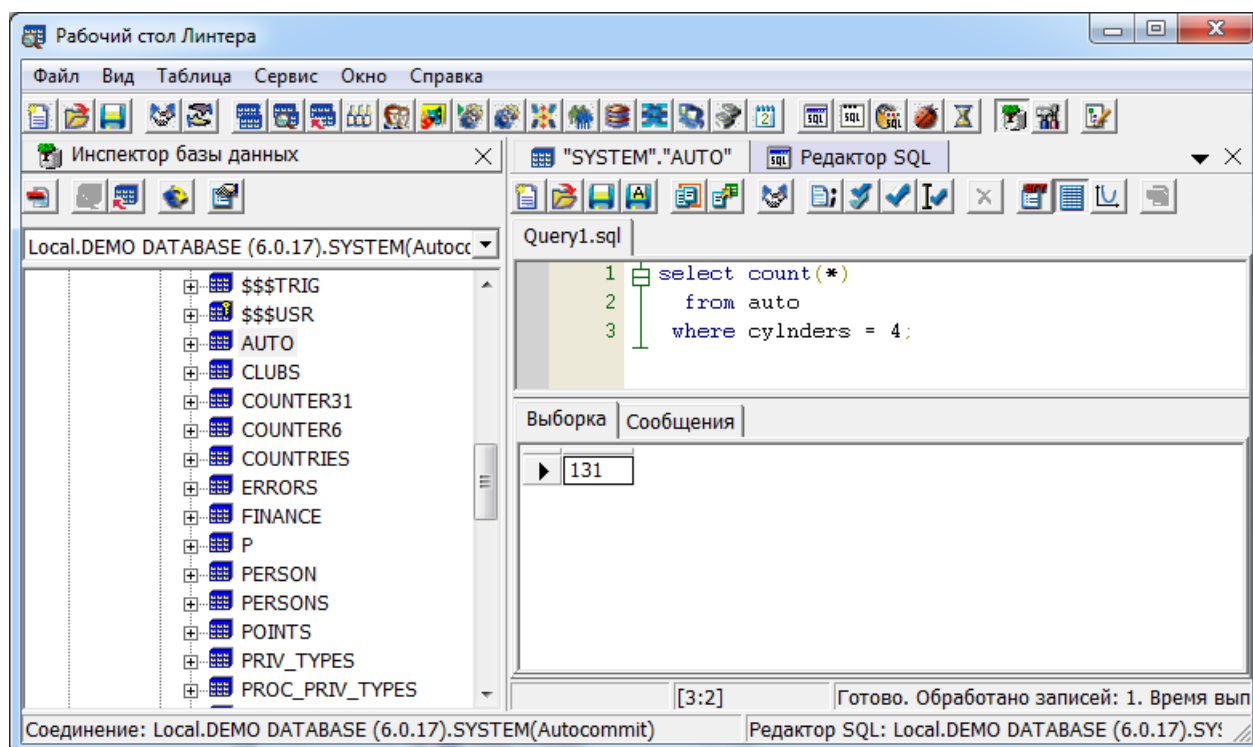 Рабочий стол Линтера
Файл Вид Таблица Сервис Окно Справка
Инспектор базы данных
Local.DEMO DATABASE (6.0.17).SYSTEM(Autocc
$$$TRIG
$$$USR
AUTO
CLUBS
COUNTER31
COUNTER6
COUNTRIES
ERRORS
FINANCE
P
PERSON
PERSONS
POINTS
PRIV_TYPES
PROC_PRIV_TYPES
"SYSTEM"."AUTO" Редактор SQL
Query1.sql
1 select count(*)
2 from auto
3 where cylnders = 4;
Выборка Сообщения
131
[3:2] Готово. Обработано записей: 1. Время вып
Соединение: Local.DEMO DATABASE (6.0.17).SYSTEM(Autocommit) Редактор SQL: Local.DEMO DATABASE (6.0.17).SYS